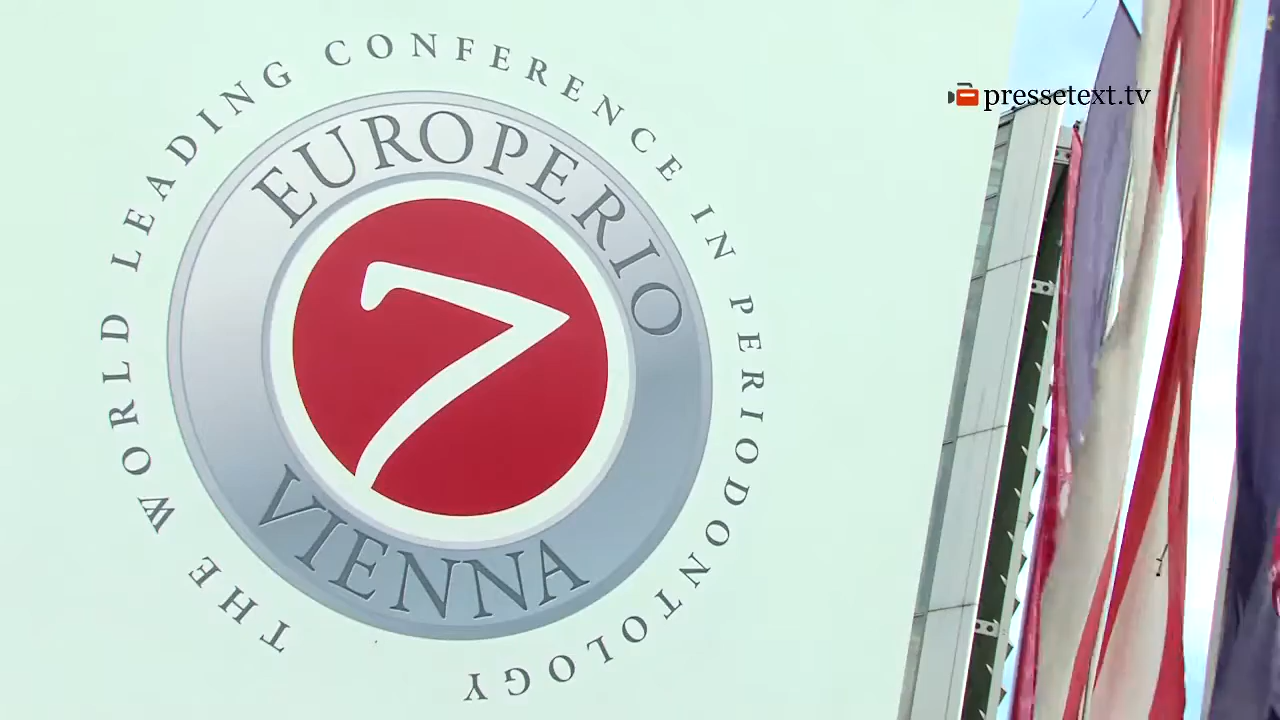 THE WORLD LEADING CONFERENCE IN PERIODONTOLOGY
EUROPERIO
7
VIENNA
pressetext.tv